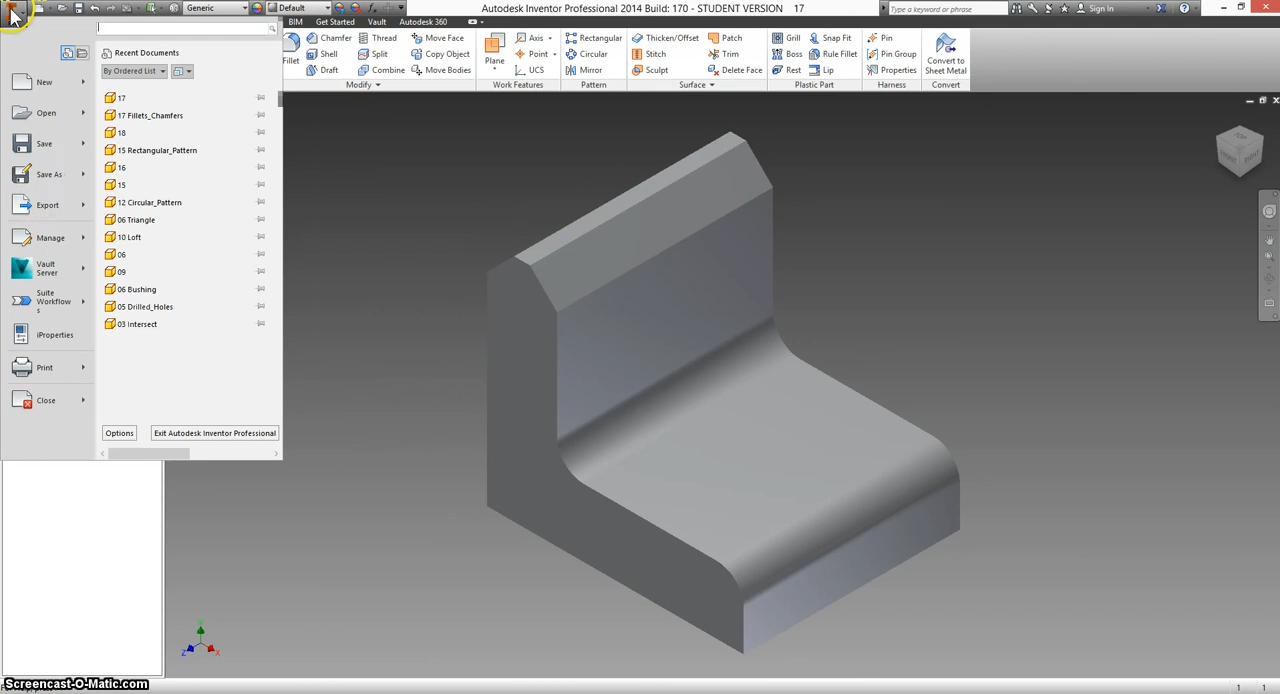 Generic
Default
Autodesk Inventor Professional 2014 Build: 170 - STUDENT VERSION 17
Type a keyword or phrase
Sign In
BIM Get Started Vault Autodesk 360
Fillet
Chamfer Thread Move Face
Shell Split Copy Object
Draft Combine Move Bodies
Modify
Plane
Axis
Point
UCS
Work Features
Rectangular
Circular
Mirror
Pattern
Thicken/Offset Patch
Stitch Trim
Sculpt Delete Face
Surface
Grill Snap Fit
Boss Rule Fillet
Rest Lip
Plastic Part
Pin
Pin Group
Properties
Harness
Convert to
Sheet Metal
Convert
Recent Documents
By Ordered List
New
Open
Save
Save As
Export
Manage
Vault
Server
Suite
Workflow
s
iProperties
Print
Close
17
17 Fillets_Chamfers
18
15 Rectangular_Pattern
16
15
12 Circular_Pattern
06 Triangle
10 Loft
06
09
06 Bushing
05 Drilled_Holes
03 Intersect
Options
Exit Autodesk Inventor Professional
FRONT
RIGHT
Z
X
Screencast-O-Matic.com
1 1